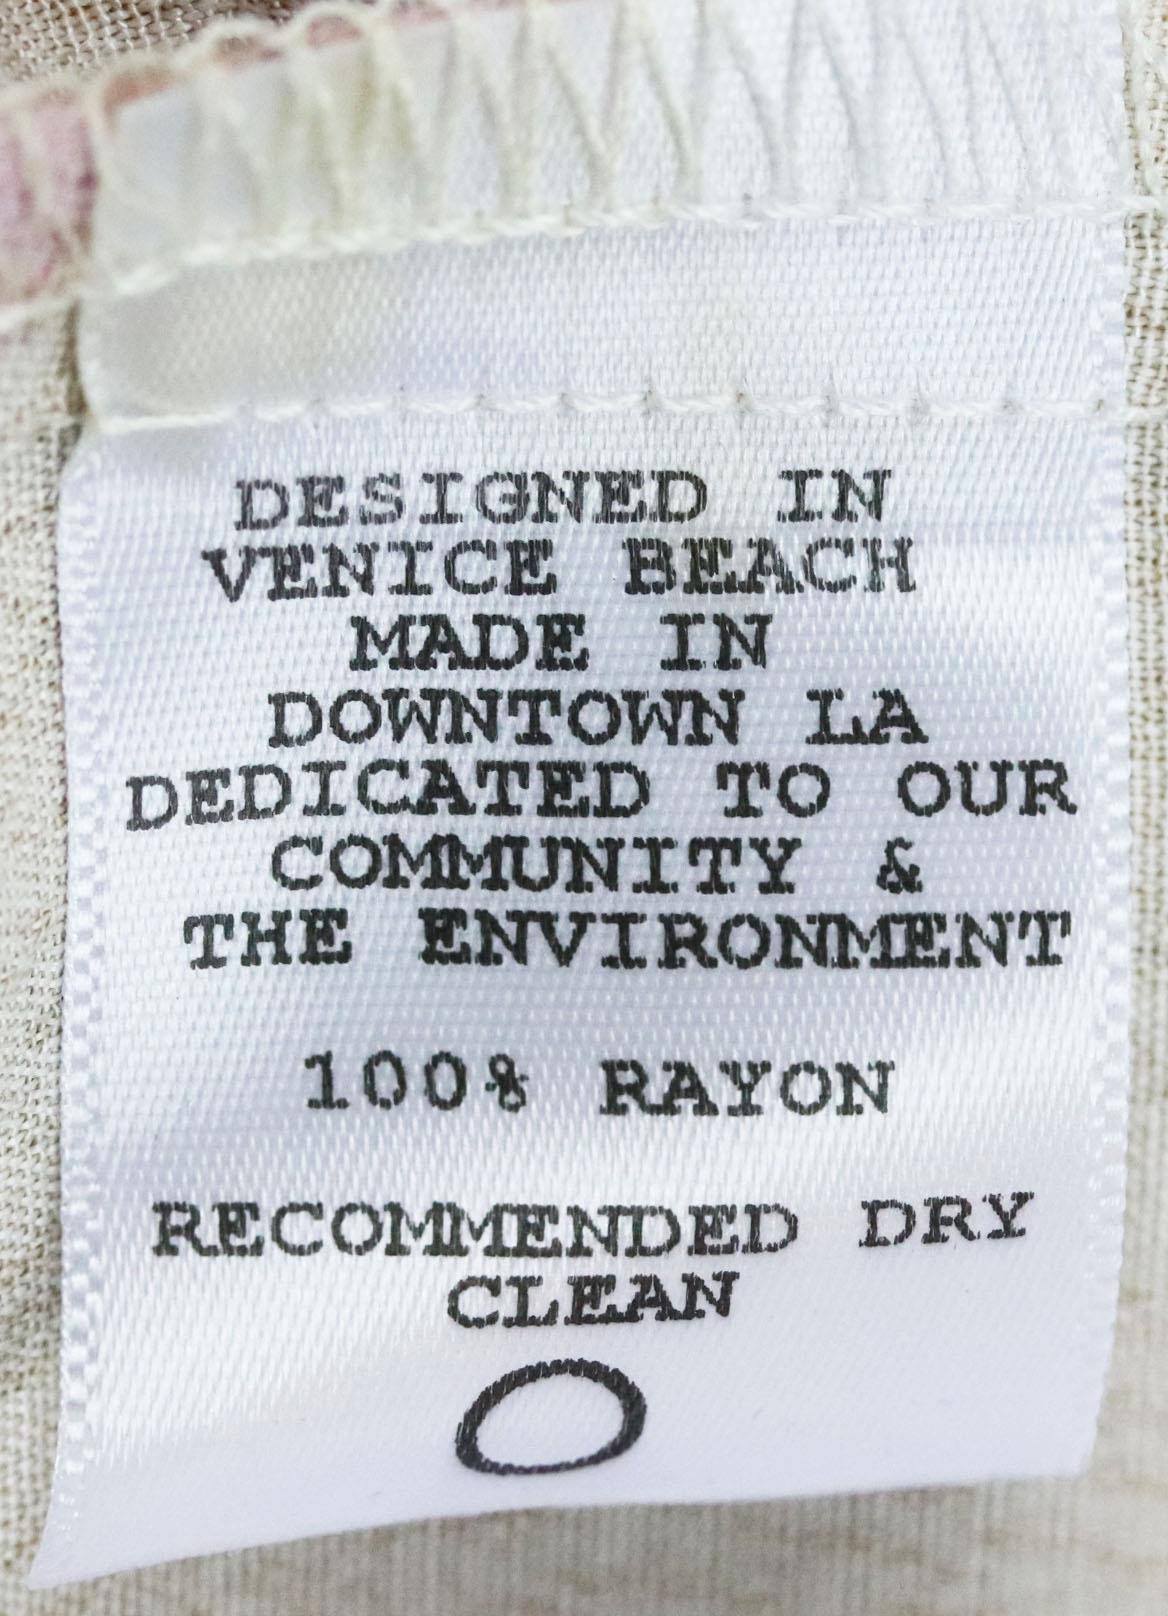 DESIGNED IN
VENICE BEACH
MADE IN
DOWNTOWN LA
DEDICATED TO OUR
COMMUNITY &
THE ENVIRONMENT
100% RAYON
RECOMMENDED DRY
CLEAN